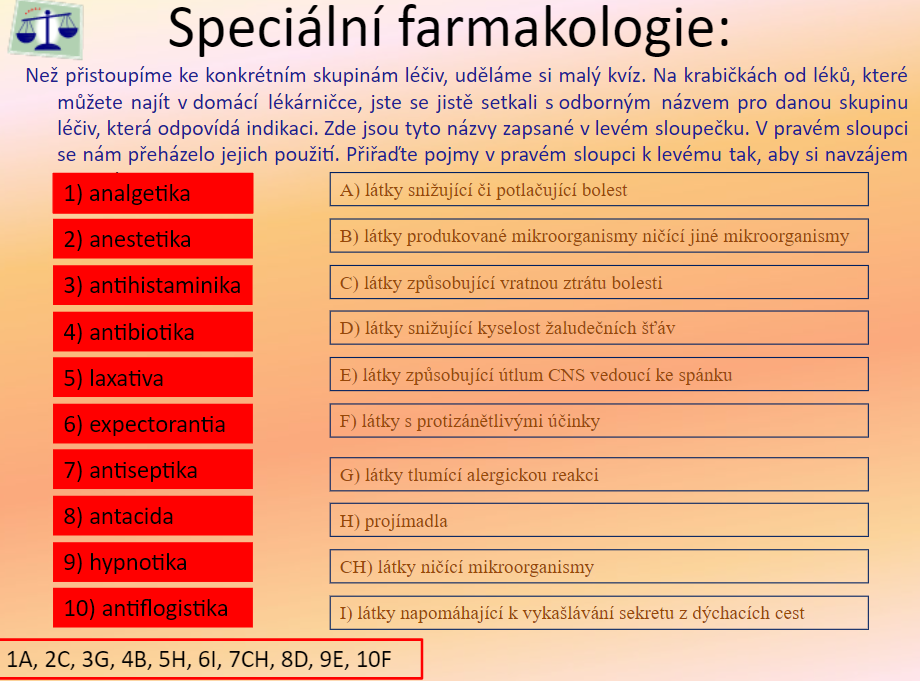 Speciální farmakologie:
Než přistoupíme ke konkrétním skupinám léčiv, uděláme si malý kvíz. Na krabičkách od léků, které
můžete najít v domácí lékárničce, jste se jistě setkali s odborným názvem pro danou skupinu
léčiv, která odpovídá indikaci. Zde jsou tyto názvy zapsané v levém sloupečku. V pravém sloupci
se nám přeházelo jejich použití. Přiřaďte pojmy v pravém sloupci k levému tak, aby si navzájem
1) analgetika
2) anestetika
3) antihistaminika
4) antibiotika
5) laxativa
6) expectorantia
7) antiseptika
8) antacida
9) hypnotika
10) antiflogistika
A) látky snižující či potlačující bolest
B) látky produkované mikroorganismy ničící jiné mikroorganismy
C) látky způsobující vratnou ztrátu bolesti
D) látky snižující kyselost žaludečních šťáv
E) látky způsobující útlum CNS vedoucí ke spánku
F) látky s protizánětlivými účinky
G) látky tlumící alergickou reakci
H) projímadla
CH) látky ničící mikroorganismy
I) látky napomáhající k vykašlávání sekretu z dýchacích cest
1A, 2C, 3G, 4B, 5H, 6I, 7CH, 8D, 9E, 10F